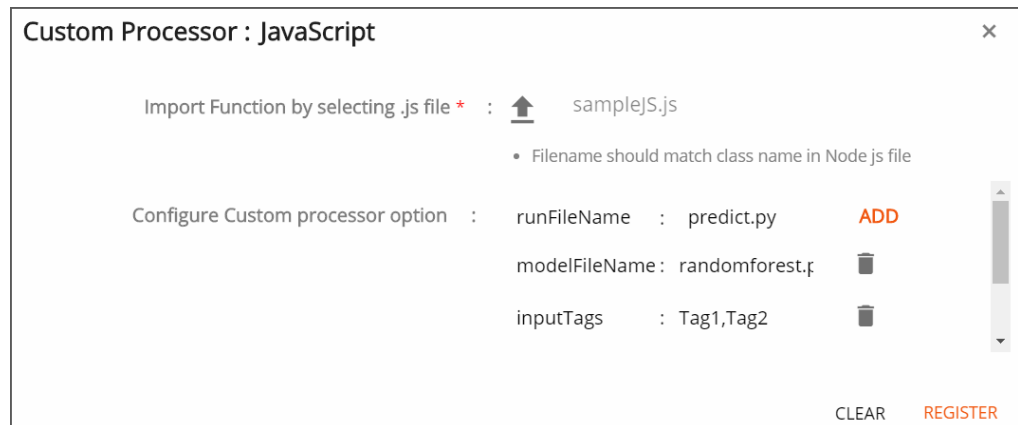 Custom Processor : JavaScript ×
Import Function by selecting .js file * : sampleJS.js
• Filename should match class name in Node js file
Configure Custom processor option : runFileName : predict.py ADD
modelFileName : randomforest.p
inputTags : Tag1,Tag2
CLEAR REGISTER